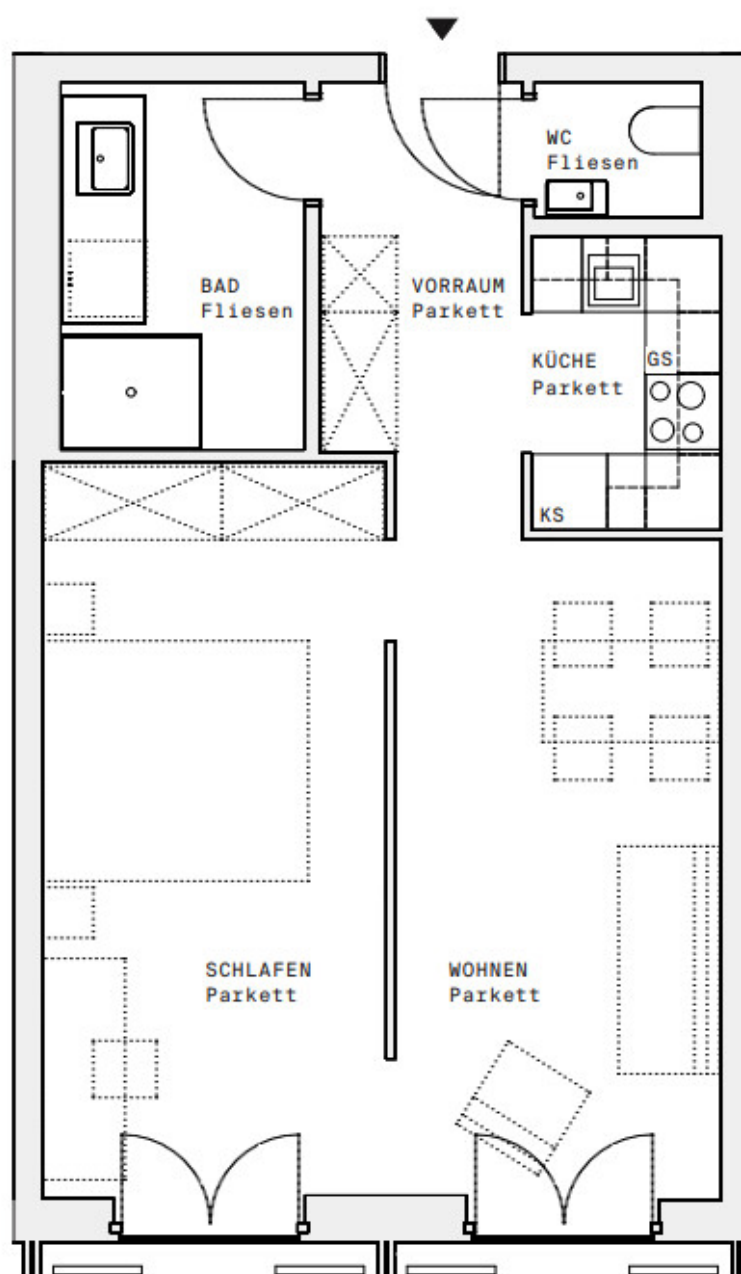 WC
Fliesen
BAD
Fliesen
VORRAUM
Parkett
KÜCHE
Parkett
GS
KS
SCHLAFEN
Parkett
WOHNEN
Parkett